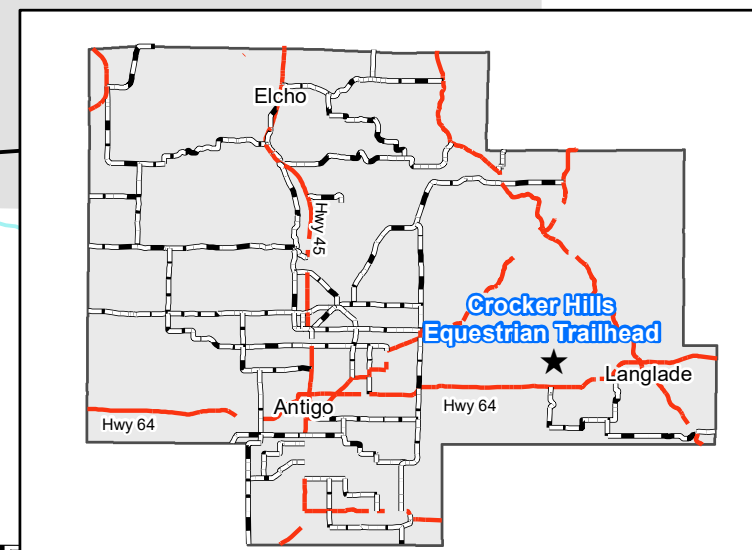 Elcho
Hwy 45
Crocker Hills
Equestrian Trailhead
Langlade
Antigo
Hwy 64
Hwy 64